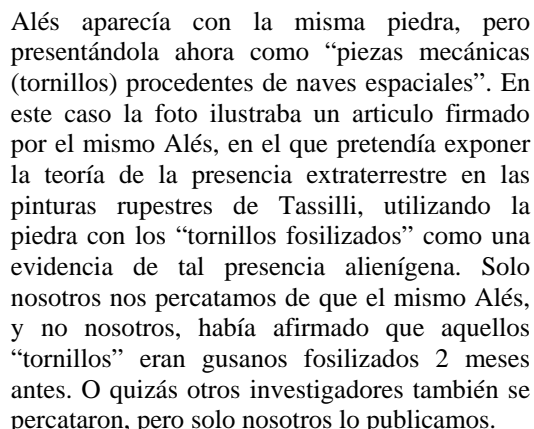 Alés aparecía con la misma piedra, pero
presentándola ahora como “piezas mecánicas
(tornillos) procedentes de naves espaciales”. En
este caso la foto ilustraba un articulo firmado
por el mismo Alés, en el que pretendía exponer
la teoría de la presencia extraterrestre en las
pinturas rupestres de Tassilli, utilizando la
piedra con los “tornillos fosilizados” como una
evidencia de tal presencia alienígena. Solo
nosotros nos percatamos de que el mismo Alés,
y no nosotros, había afirmado que aquellos
“tornillos” eran gusanos fosilizados 2 meses
antes. O quizás otros investigadores también se
percataron, pero solo nosotros lo publicamos.